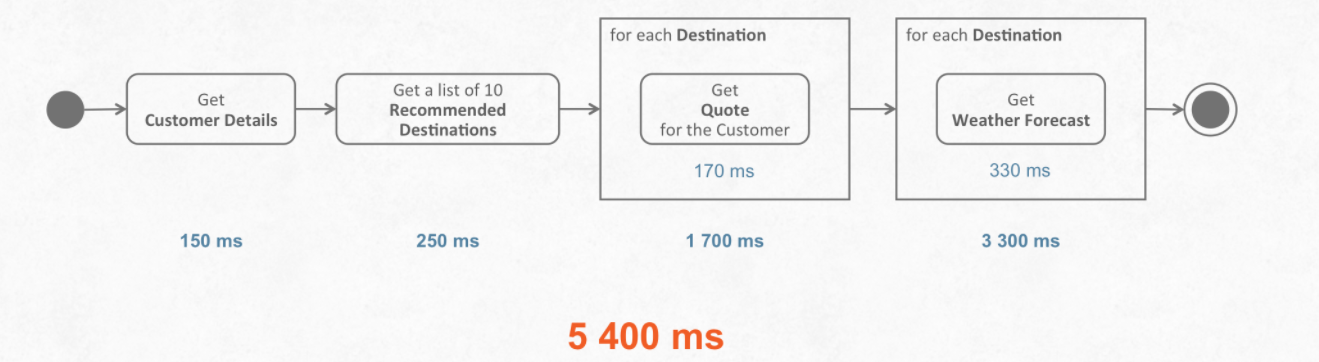 Get
Customer Details
150 ms
Get a list of 10
Recommended
Destinations
250 ms
for each Destination
Get
Quote
for the Customer
170 ms
1 700 ms
for each Destination
Get
Weather Forecast
330 ms
3 300 ms
5 400 ms